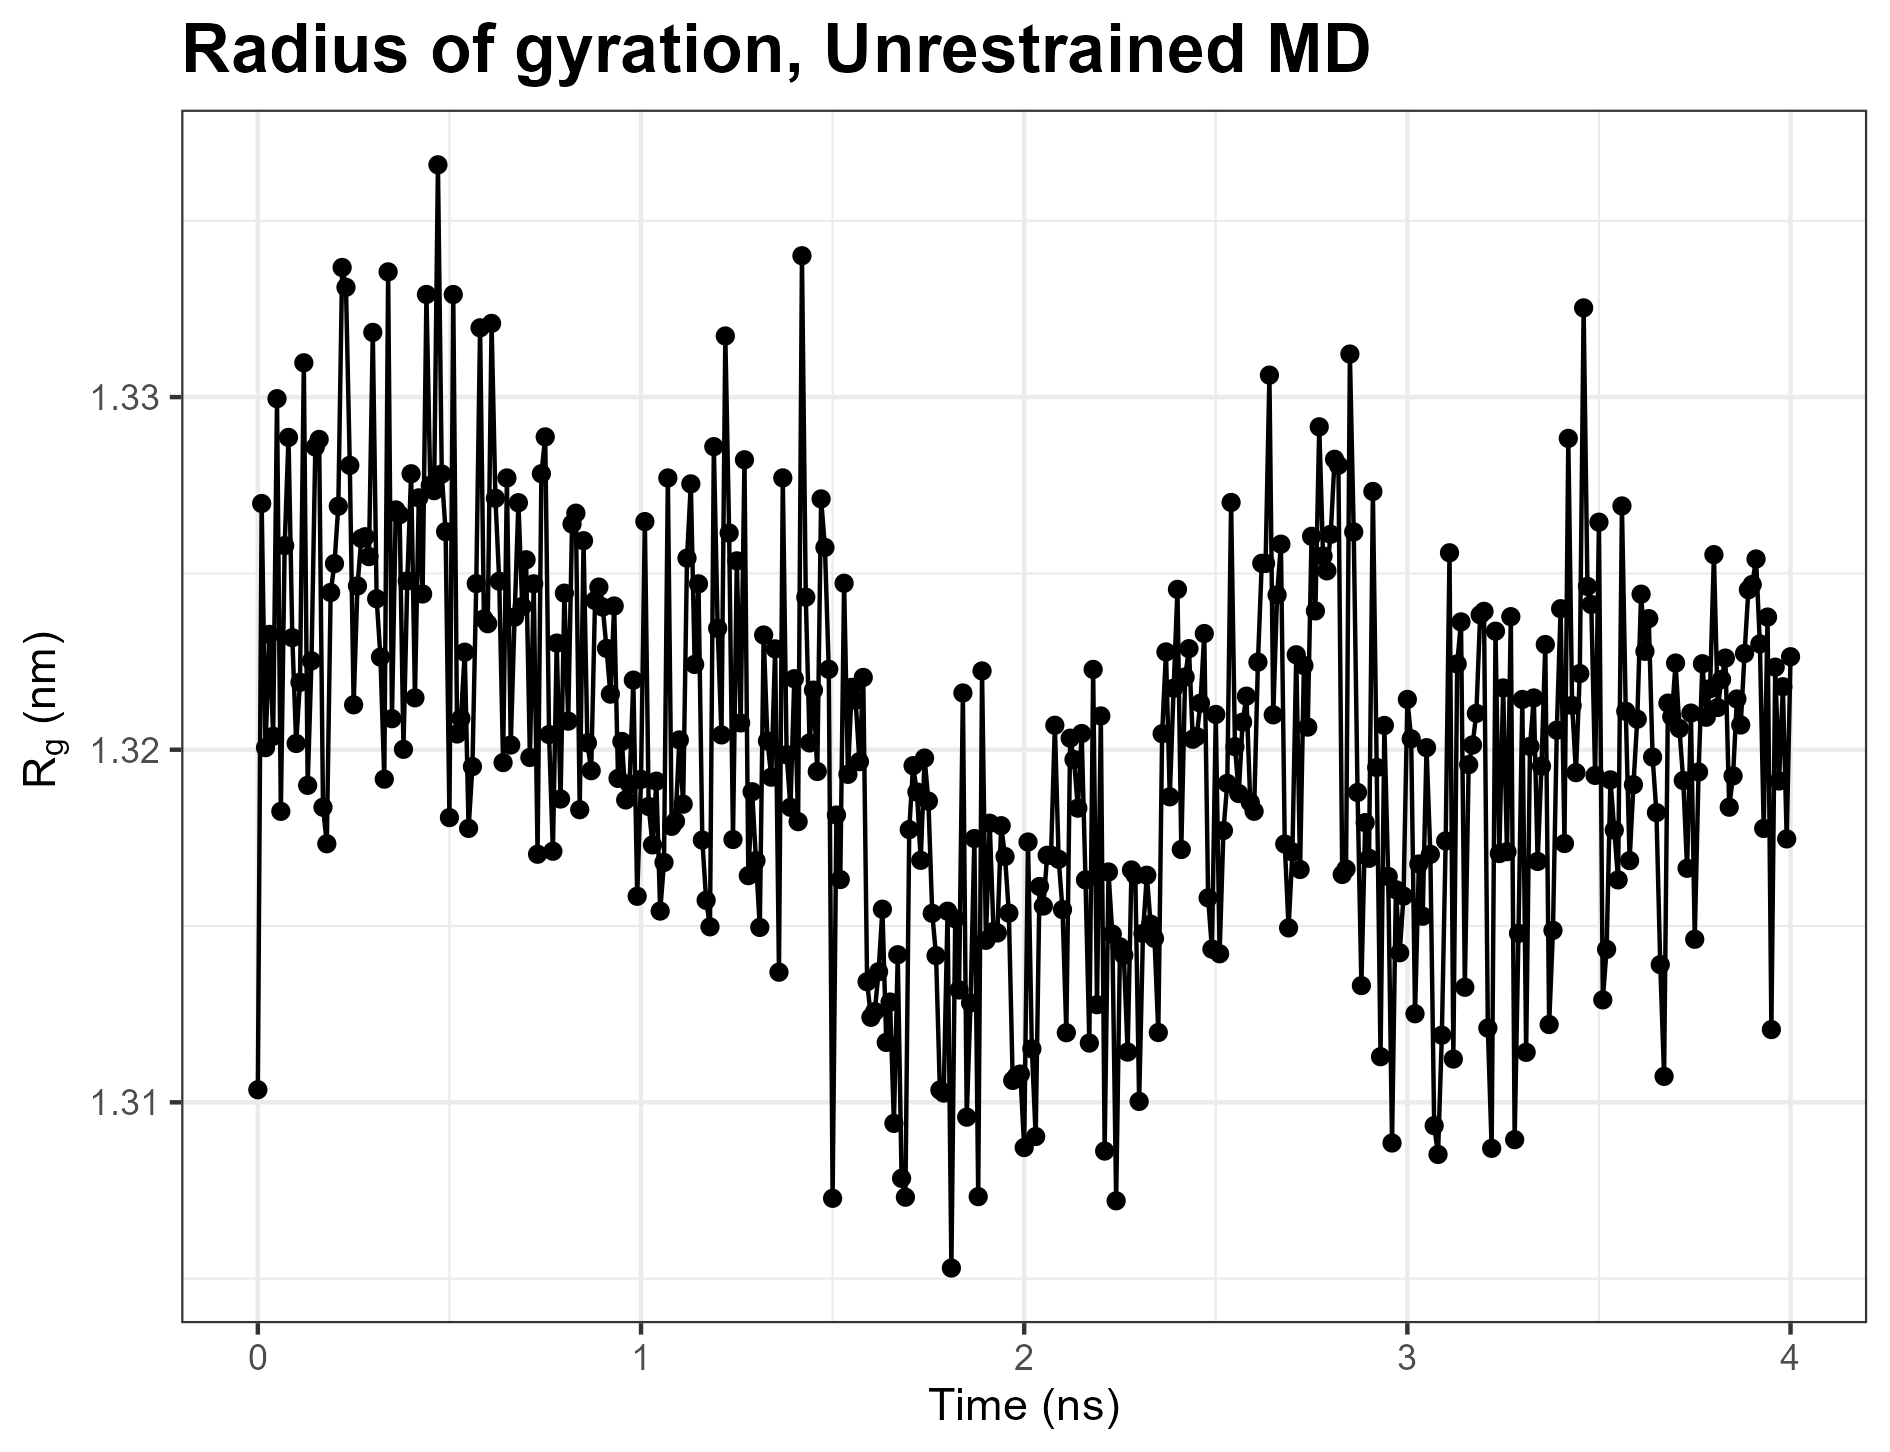 Radius of gyration, Unrestrained MD
Rg (nm)
1.33
1.32
1.31
0 1 2 3 4
Time (ns)